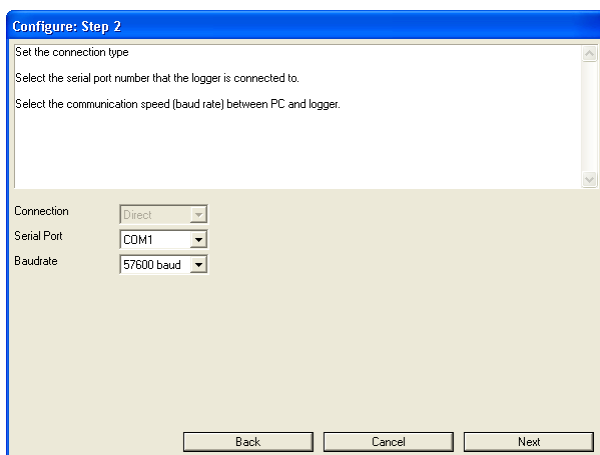 Configure: Step 2
Set the connection type
Select the serial port number that the logger is connected to.
Select the communication speed (baud rate) between PC and logger.
Connection Direct
Serial Port COM1
Baudrate 57600 baud
Back Cancel Next